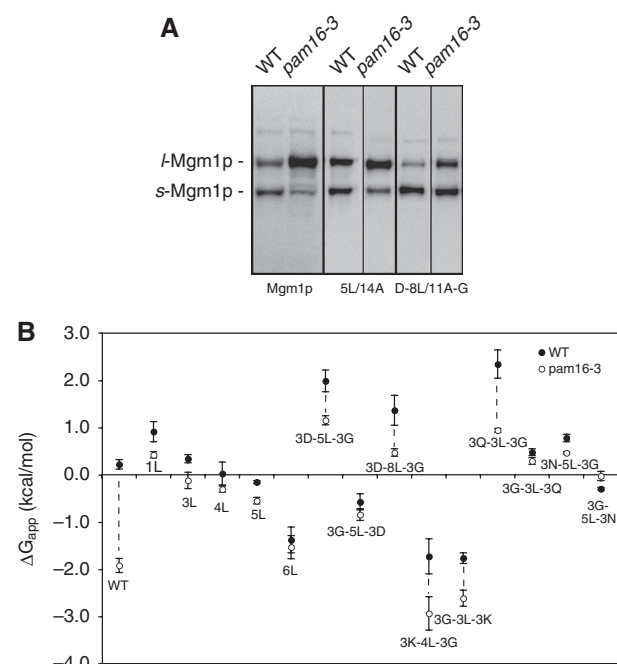 A
WT pam16-3 WT pam16-3 WT pam16-3
l-Mgm1p -
s-Mgm1p -
Mgm1p 5L/14A D-8L/11A-G
B
ΔGapp (kcal/mol)
3.0
2.0
1.0
0.0
−1.0
−2.0
−3.0
−4.0
WT
pam16-3
WT
1L
3L
4L
5L
6L
3D-5L-3G
3G-5L-3D
3D-8L-3G
3K-4L-3G
3G-3L-3K
3Q-3L-3G
3G-3L-3Q
3N-5L-3G
3G-
5L-3N